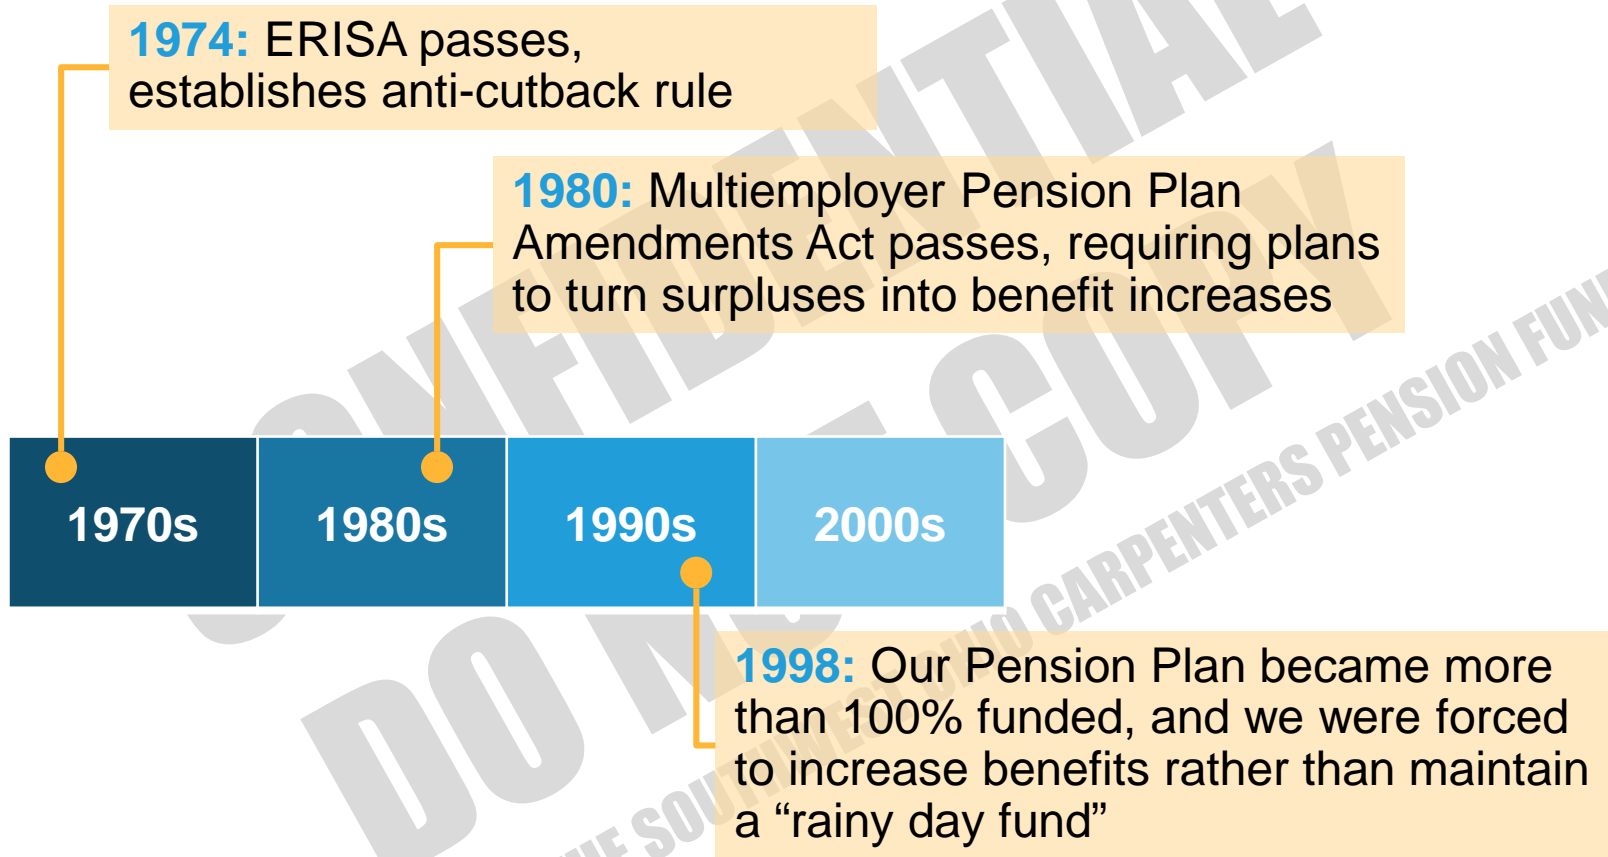 1974: ERISA passes,
establishes anti-cutback rule
1980: Multiemployer Pension Plan
Amendments Act passes, requiring plans
to turn surpluses into benefit increases
1970s
1980s
1990s
2000s
1998: Our Pension Plan became more
than 100% funded, and we were forced
to increase benefits rather than maintain
a “rainy day fund”
DO NOT COPY
SOUTHWEST OHIO CARPENTERS PENSION